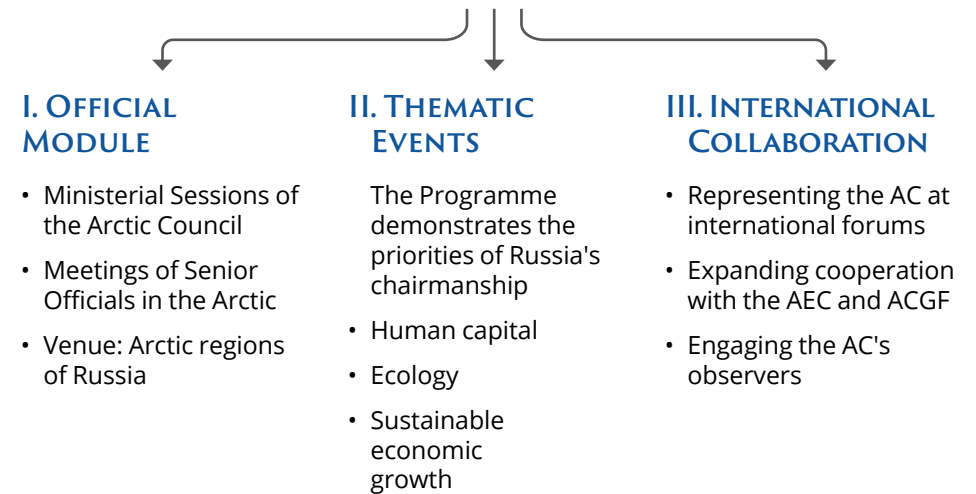 I. Official
Module
• Ministerial Sessions of
the Arctic Council
• Meetings of Senior
Officials in the Arctic
• Venue: Arctic regions
of Russia
II. Thematic
Events
The Programme
demonstrates the
priorities of Russia's
chairmanship
• Human capital
• Ecology
• Sustainable
economic
growth
III. International
Collaboration
• Representing the AC at
international forums
• Expanding cooperation
with the AEC and ACGF
• Engaging the AC's
observers